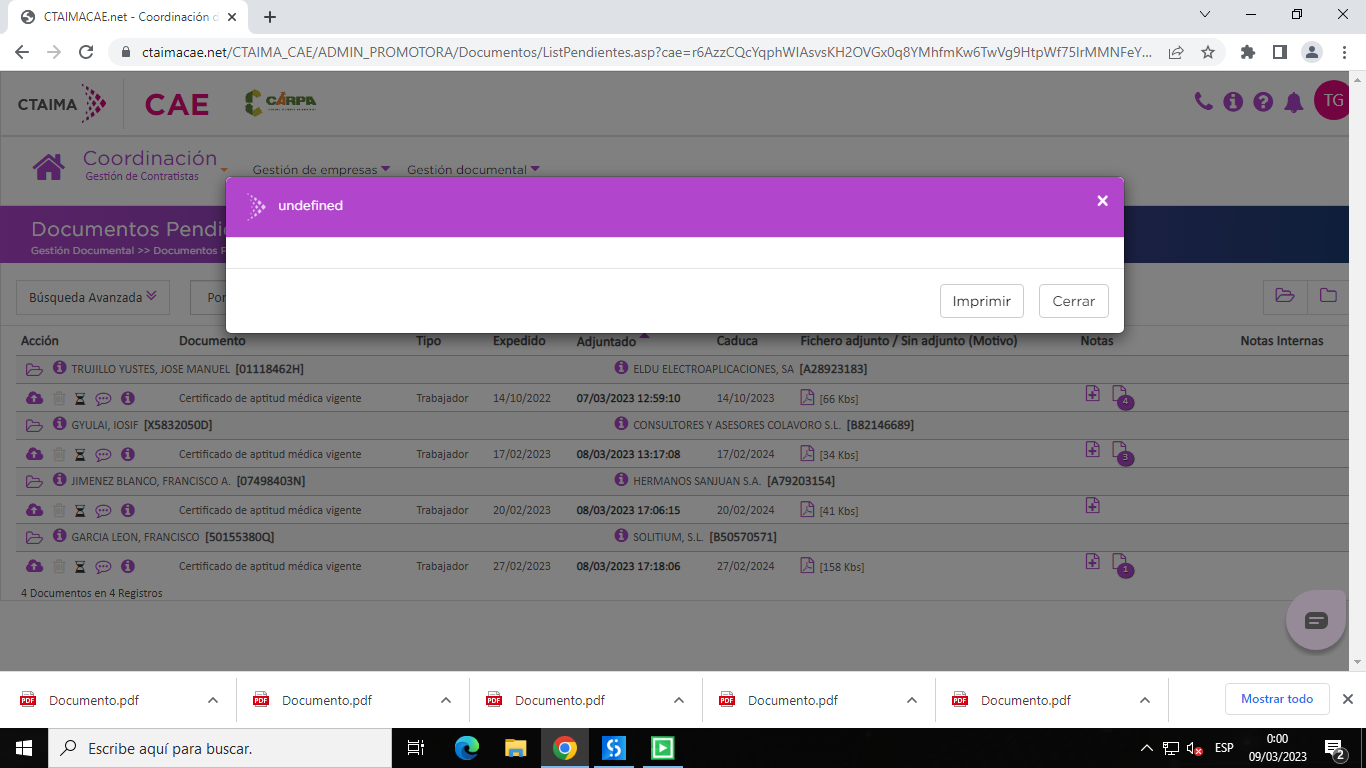 CTAIMACAE.net - Coordinación d
ctaimacae.net/CTAIMA_CAE/ADMIN_PROMOTORA/Documentos/ListPendientes.asp?cae=r6AzzCQcYqphWIAsvsKH2OVGx0q8YMhfmKw6TwVg9HtpWf75IrMMNFeY...
CTAIMA CAE CÁRPA TG
Coordinación
Gestión de Contratistas
Gestión de empresas Gestión documental
undefined ×
Documentos Pendie
Gestión Documental >> Documentos P
Búsqueda Avanzada Por
Imprimir Cerrar
Acción Documento Tipo Expedido Adjuntado Caduca Fichero adjunto / Sin adjunto (Motivo) Notas Notas Internas
TRUJILLO YUSTES, JOSE MANUEL [01118462H] ELDU ELECTROAPLICACIONES, SA [A28923183]
Certificado de aptitud médica vigente Trabajador 14/10/2022 07/03/2023 12:59:10 14/10/2023 [66 Kbs] 4
GYULAI, IOSIF [X5832050D] CONSULTORES Y ASESORES COLAVORO S.L. [B82146689]
Certificado de aptitud médica vigente Trabajador 17/02/2023 08/03/2023 13:17:08 17/02/2024 [34 Kbs] 3
JIMENEZ BLANCO, FRANCISCO A. [07498403N] HERMANOS SANJUAN S.A. [A79203154]
Certificado de aptitud médica vigente Trabajador 20/02/2023 08/03/2023 17:06:15 20/02/2024 [41 Kbs]
GARCIA LEON, FRANCISCO [50155380Q] SOLITIUM, S.L. [B50570571]
Certificado de aptitud médica vigente Trabajador 27/02/2023 08/03/2023 17:18:06 27/02/2024 [158 Kbs] 1
4 Documentos en 4 Registros
Documento.pdf Documento.pdf Documento.pdf Documento.pdf Documento.pdf Mostrar todo
Escribe aquí para buscar. ESP 0:00
09/03/2023 2